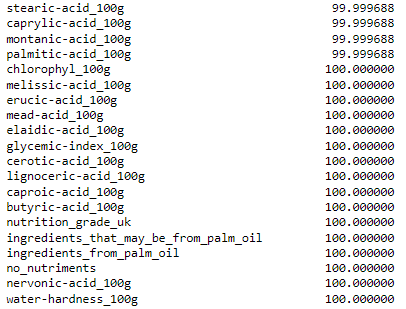 stearic-acid_100g 99.999688
caprylic-acid_100g 99.999688
montanic-acid_100g 99.999688
palmitic-acid_100g 99.999688
chlorophyl_100g 100.000000
melissic-acid_100g 100.000000
erucic-acid_100g 100.000000
mead-acid_100g 100.000000
elaidic-acid_100g 100.000000
glycemic-index_100g 100.000000
cerotic-acid_100g 100.000000
lignoceric-acid_100g 100.000000
caproic-acid_100g 100.000000
butyric-acid_100g 100.000000
nutrition_grade_uk 100.000000
ingredients_that_may_be_from_palm_oil 100.000000
ingredients_from_palm_oil 100.000000
no_nutriments 100.000000
nervonic-acid_100g 100.000000
water-hardness_100g 100.000000